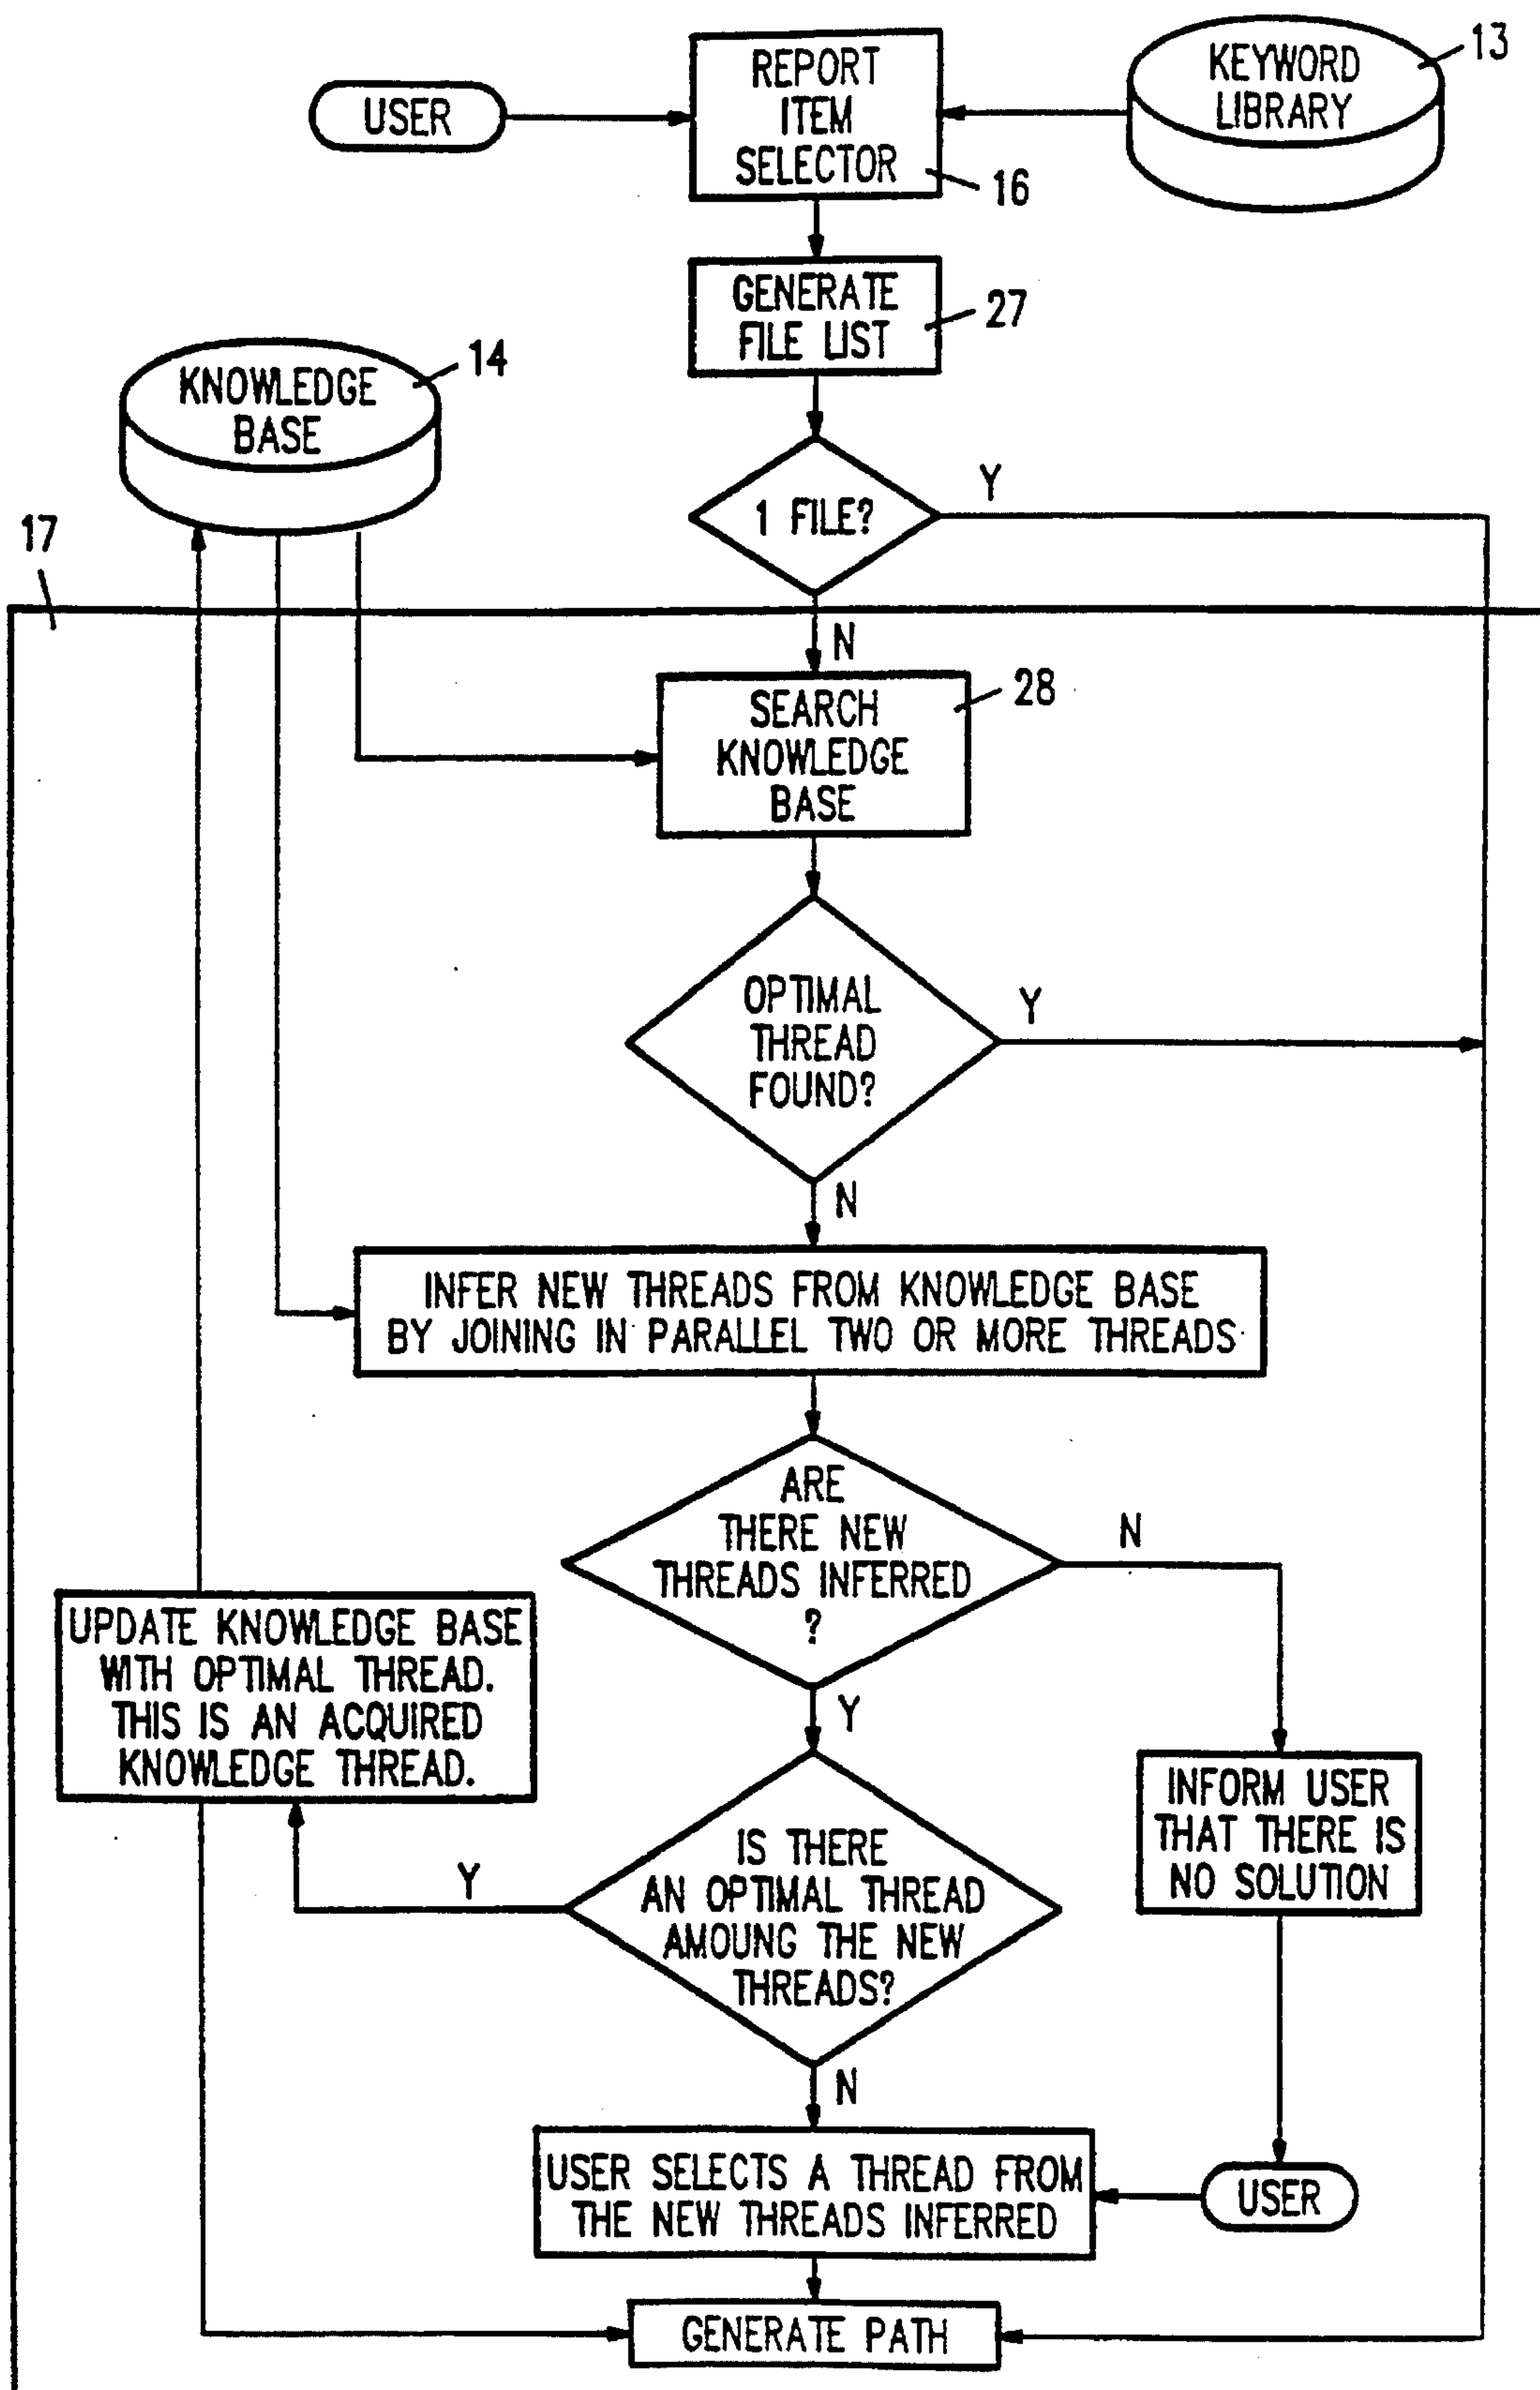 USER
REPORT
ITEM
SELECTOR
16
KEYWORD
LIBRARY
13
GENERATE
FILE LIST
27
KNOWLEDGE
BASE
14
1 FILE?
Y
17
N
SEARCH
KNOWLEDGE
BASE
28
OPTIMAL
THREAD
FOUND?
Y
N
INFER NEW THREADS FROM KNOWLEDGE BASE
BY JOINING IN PARALLEL TWO OR MORE THREADS
ARE
THERE NEW
THREADS INFERRED
?
N
Y
UPDATE KNOWLEDGE BASE
WITH OPTIMAL THREAD.
THIS IS AN ACQUIRED
KNOWLEDGE THREAD.
INFORM USER
THAT THERE IS
NO SOLUTION
IS THERE
AN OPTIMAL THREAD
AMOUNG THE NEW
THREADS?
Y
N
USER SELECTS A THREAD FROM
THE NEW THREADS INFERRED
USER
GENERATE PATH